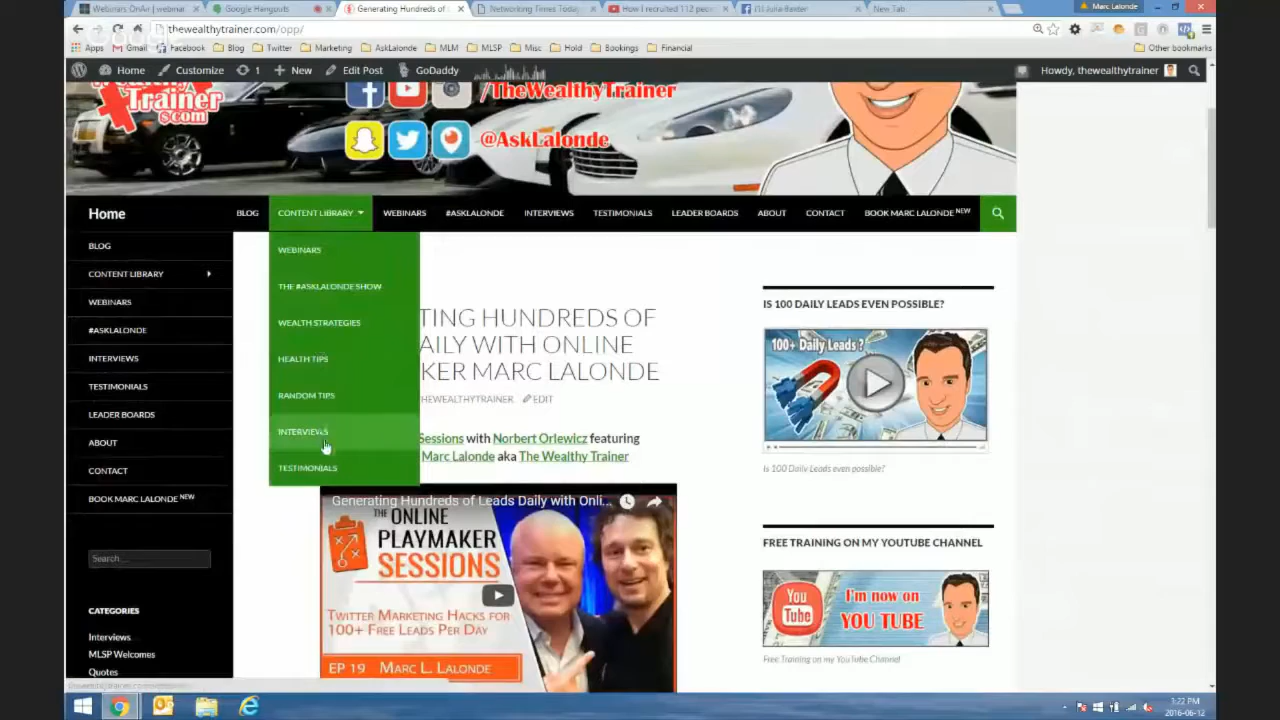 Webinars OnAir | webinar
Google Hangouts
Generating Hundreds of L
Networking Times Today
How I recruited 112 peop
Julia Baxter
New Tab
Marc Lalonde
thewealthytrainer.com/opp/
Apps
Gmail
Facebook
Blog
Twitter
Marketing
AskLalonde
MLM
MLSP
Misc
Hold
Bookings
Financial
Other bookmarks
Home
Customize
1
New
Edit Post
GoDaddy
Howdy, thewealthytrainer
Trainer
.com
/TheWealthyTrainer
@AskLalonde
Home
BLOG
CONTENT LIBRARY
WEBINARS
#ASKLALONDE
INTERVIEWS
TESTIMONIALS
LEADER BOARDS
ABOUT
CONTACT
BOOK MARC LALONDE NEW
BLOG
CONTENT LIBRARY
WEBINARS
#ASKLALONDE
INTERVIEWS
TESTIMONIALS
LEADER BOARDS
ABOUT
CONTACT
BOOK MARC LALONDE NEW
Search...
CATEGORIES
Interviews
MLSP Welcomes
Quotes
WEBINARS
THE #ASKLALONDE SHOW
WEALTH STRATEGIES
HEALTH TIPS
RANDOM TIPS
INTERVIEWS
TESTIMONIALS
TING HUNDREDS OF
AILY WITH ONLINE
KER MARC LALONDE
THEWEALTHYTRAINER
EDIT
Sessions with Norbert Orlewicz featuring
Marc Lalonde aka The Wealthy Trainer
Generating Hundreds of Leads Daily with Onli...
THE ONLINE
PLAYMAKER
SESSIONS
TWITTER MARKETING HACKS FOR
100+ FREE LEADS PER DAY
EP 19 MARC L. LALONDE
IS 100 DAILY LEADS EVEN POSSIBLE?
100+ Daily Leads ?
Is 100 Daily Leads even possible?
FREE TRAINING ON MY YOUTUBE CHANNEL
You
Tube
I'm now on
YOU TUBE
Free Training on my YouTube Channel
3:22 PM
2016-06-12